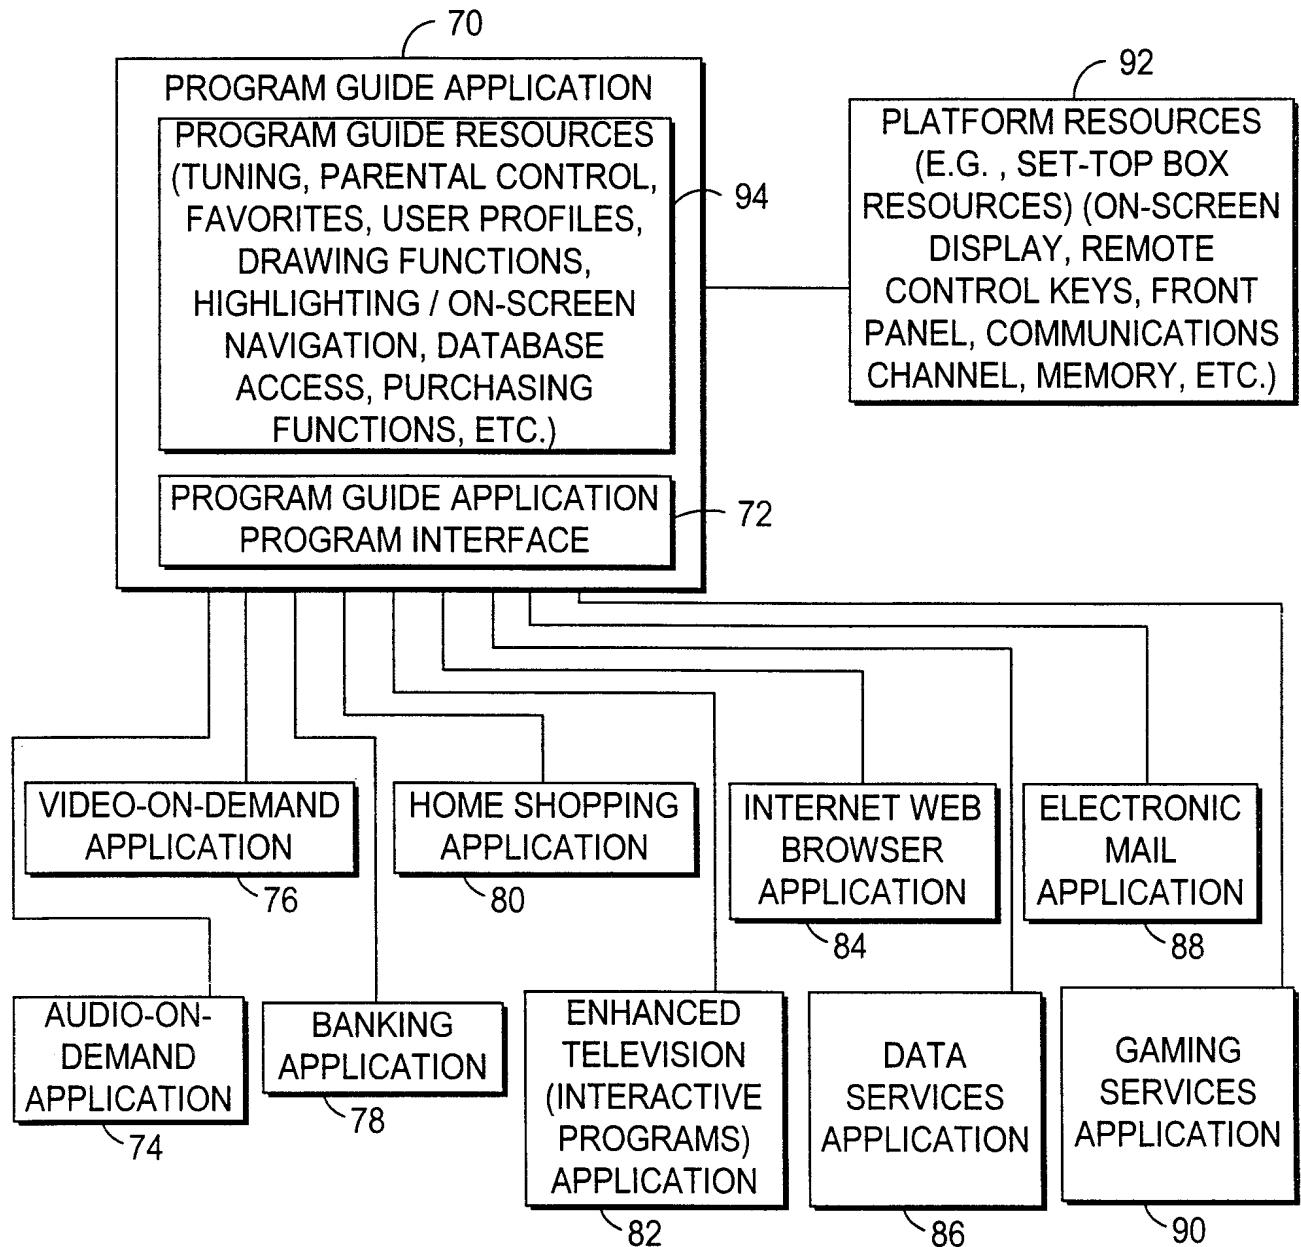 70
PROGRAM GUIDE APPLICATION
PROGRAM GUIDE RESOURCES
(TUNING, PARENTAL CONTROL,
FAVORITES, USER PROFILES,
DRAWING FUNCTIONS,
HIGHLIGHTING / ON-SCREEN
NAVIGATION, DATABASE
ACCESS, PURCHASING
FUNCTIONS, ETC.)
94
PROGRAM GUIDE APPLICATION
PROGRAM INTERFACE
72
92
PLATFORM RESOURCES
(E.G. , SET-TOP BOX
RESOURCES) (ON-SCREEN
DISPLAY, REMOTE
CONTROL KEYS, FRONT
PANEL, COMMUNICATIONS
CHANNEL, MEMORY, ETC.)
VIDEO-ON-DEMAND
APPLICATION
76
HOME SHOPPING
APPLICATION
80
INTERNET WEB
BROWSER
APPLICATION
84
ELECTRONIC
MAIL
APPLICATION
88
AUDIO-ON-
DEMAND
APPLICATION
74
BANKING
APPLICATION
78
ENHANCED
TELEVISION
(INTERACTIVE
PROGRAMS)
APPLICATION
82
DATA
SERVICES
APPLICATION
86
GAMING
SERVICES
APPLICATION
90